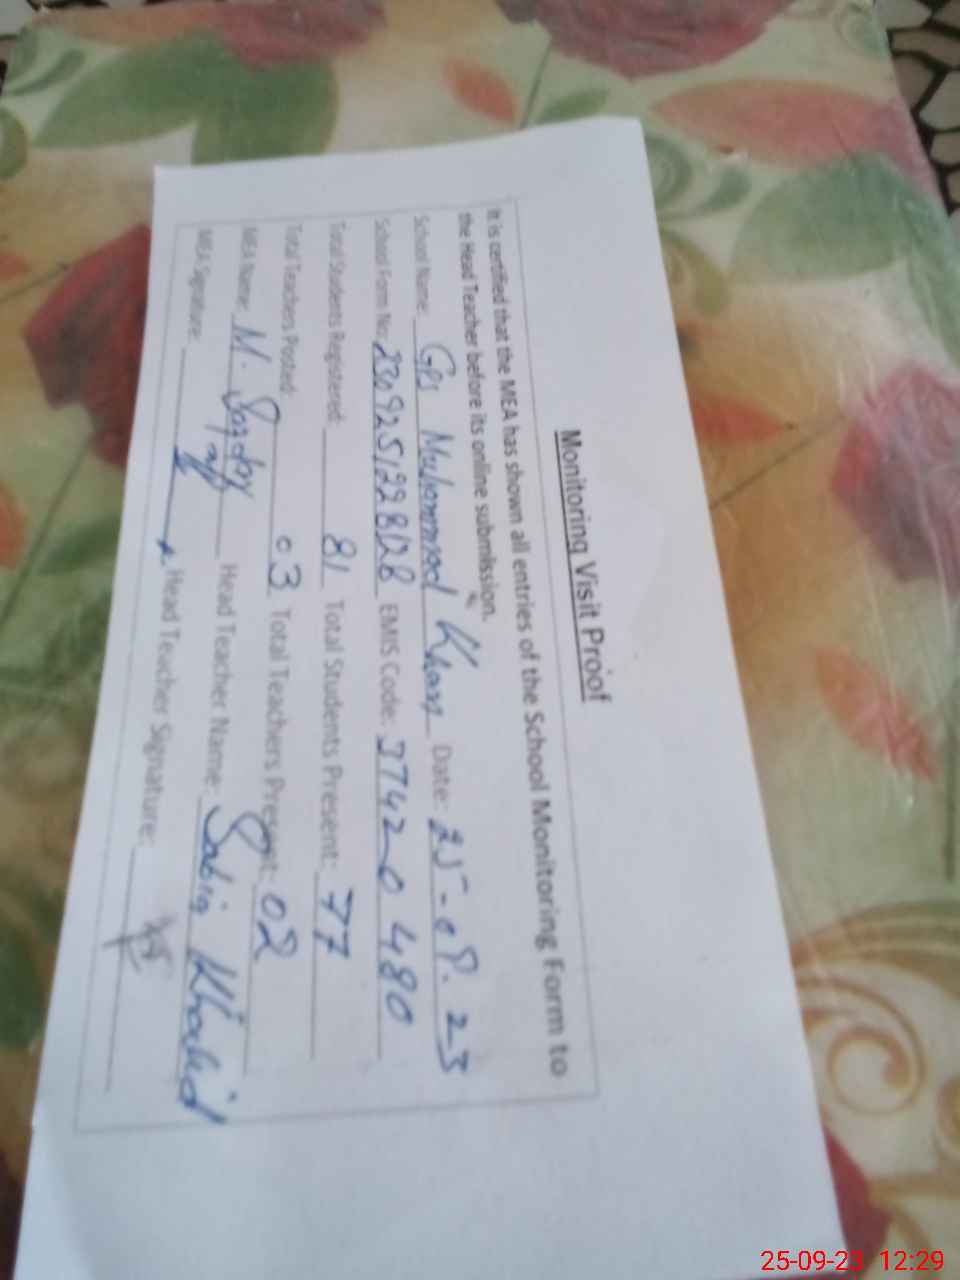 Monitoring Visit Proof
It is certified that the MEA has shown all entries of the School Monitoring Form to
the Head Teacher before its online submission.
School Name: GPS Muhammad Khan Date: 25-09-23
School Form No: 230925122812B EMIS Code: 37420480
Total Students Registered: 81 Total Students Present: 77
Total Teachers Posted: 03 Total Teachers Present: 02
MEA Name: M. Head Teacher Name: Sabia Khalid
MEA Signature: Head Teacher Signature:
25-09-23 12:29